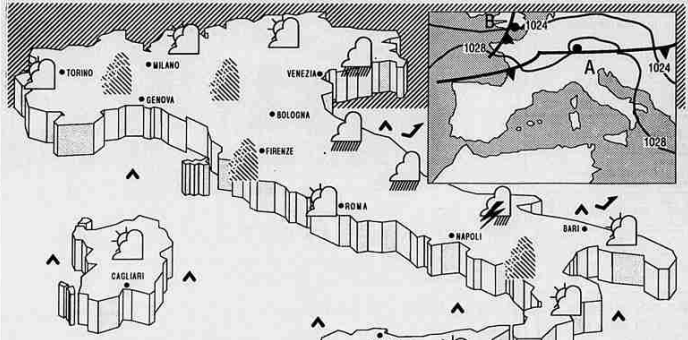 B
1024
1028
A
1024
1028
TORINO
MILANO
VENEZIA
GENOVA
BOLOGNA
FIRENZE
ROMA
NAPOLI
BARI
CAGLIARI